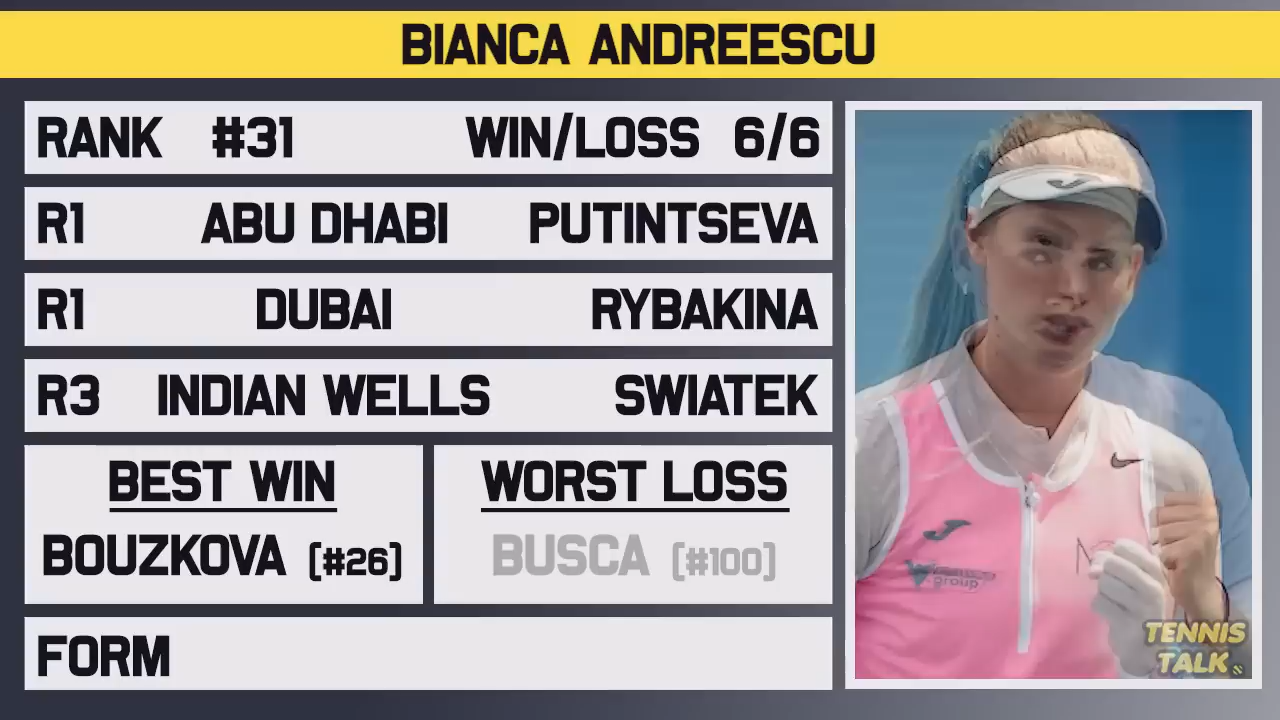 BIANCA ANDREESCU
RANK #31 WIN/LOSS 6/6
R1 ABU DHABI PUTINTSEVA
R1 DUBAI RYBAKINA
R3 INDIAN WELLS SWIATEK
BEST WIN
BOUZKOVA [#26]
WORST LOSS
BUSCA [#100]
FORM
group
TENNIS
TALK